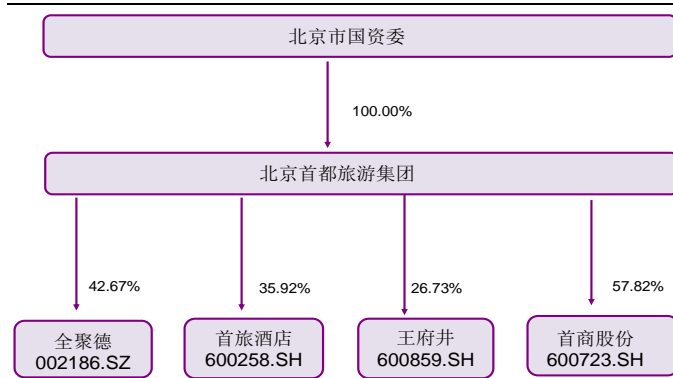 北京市国资委
100.00%
北京首都旅游集团
42.67%
35.92%
26.73%
57.82%
全聚德
002186.SZ
首旅酒店
600258.SH
王府井
600859.SH
首商股份
600723.SH